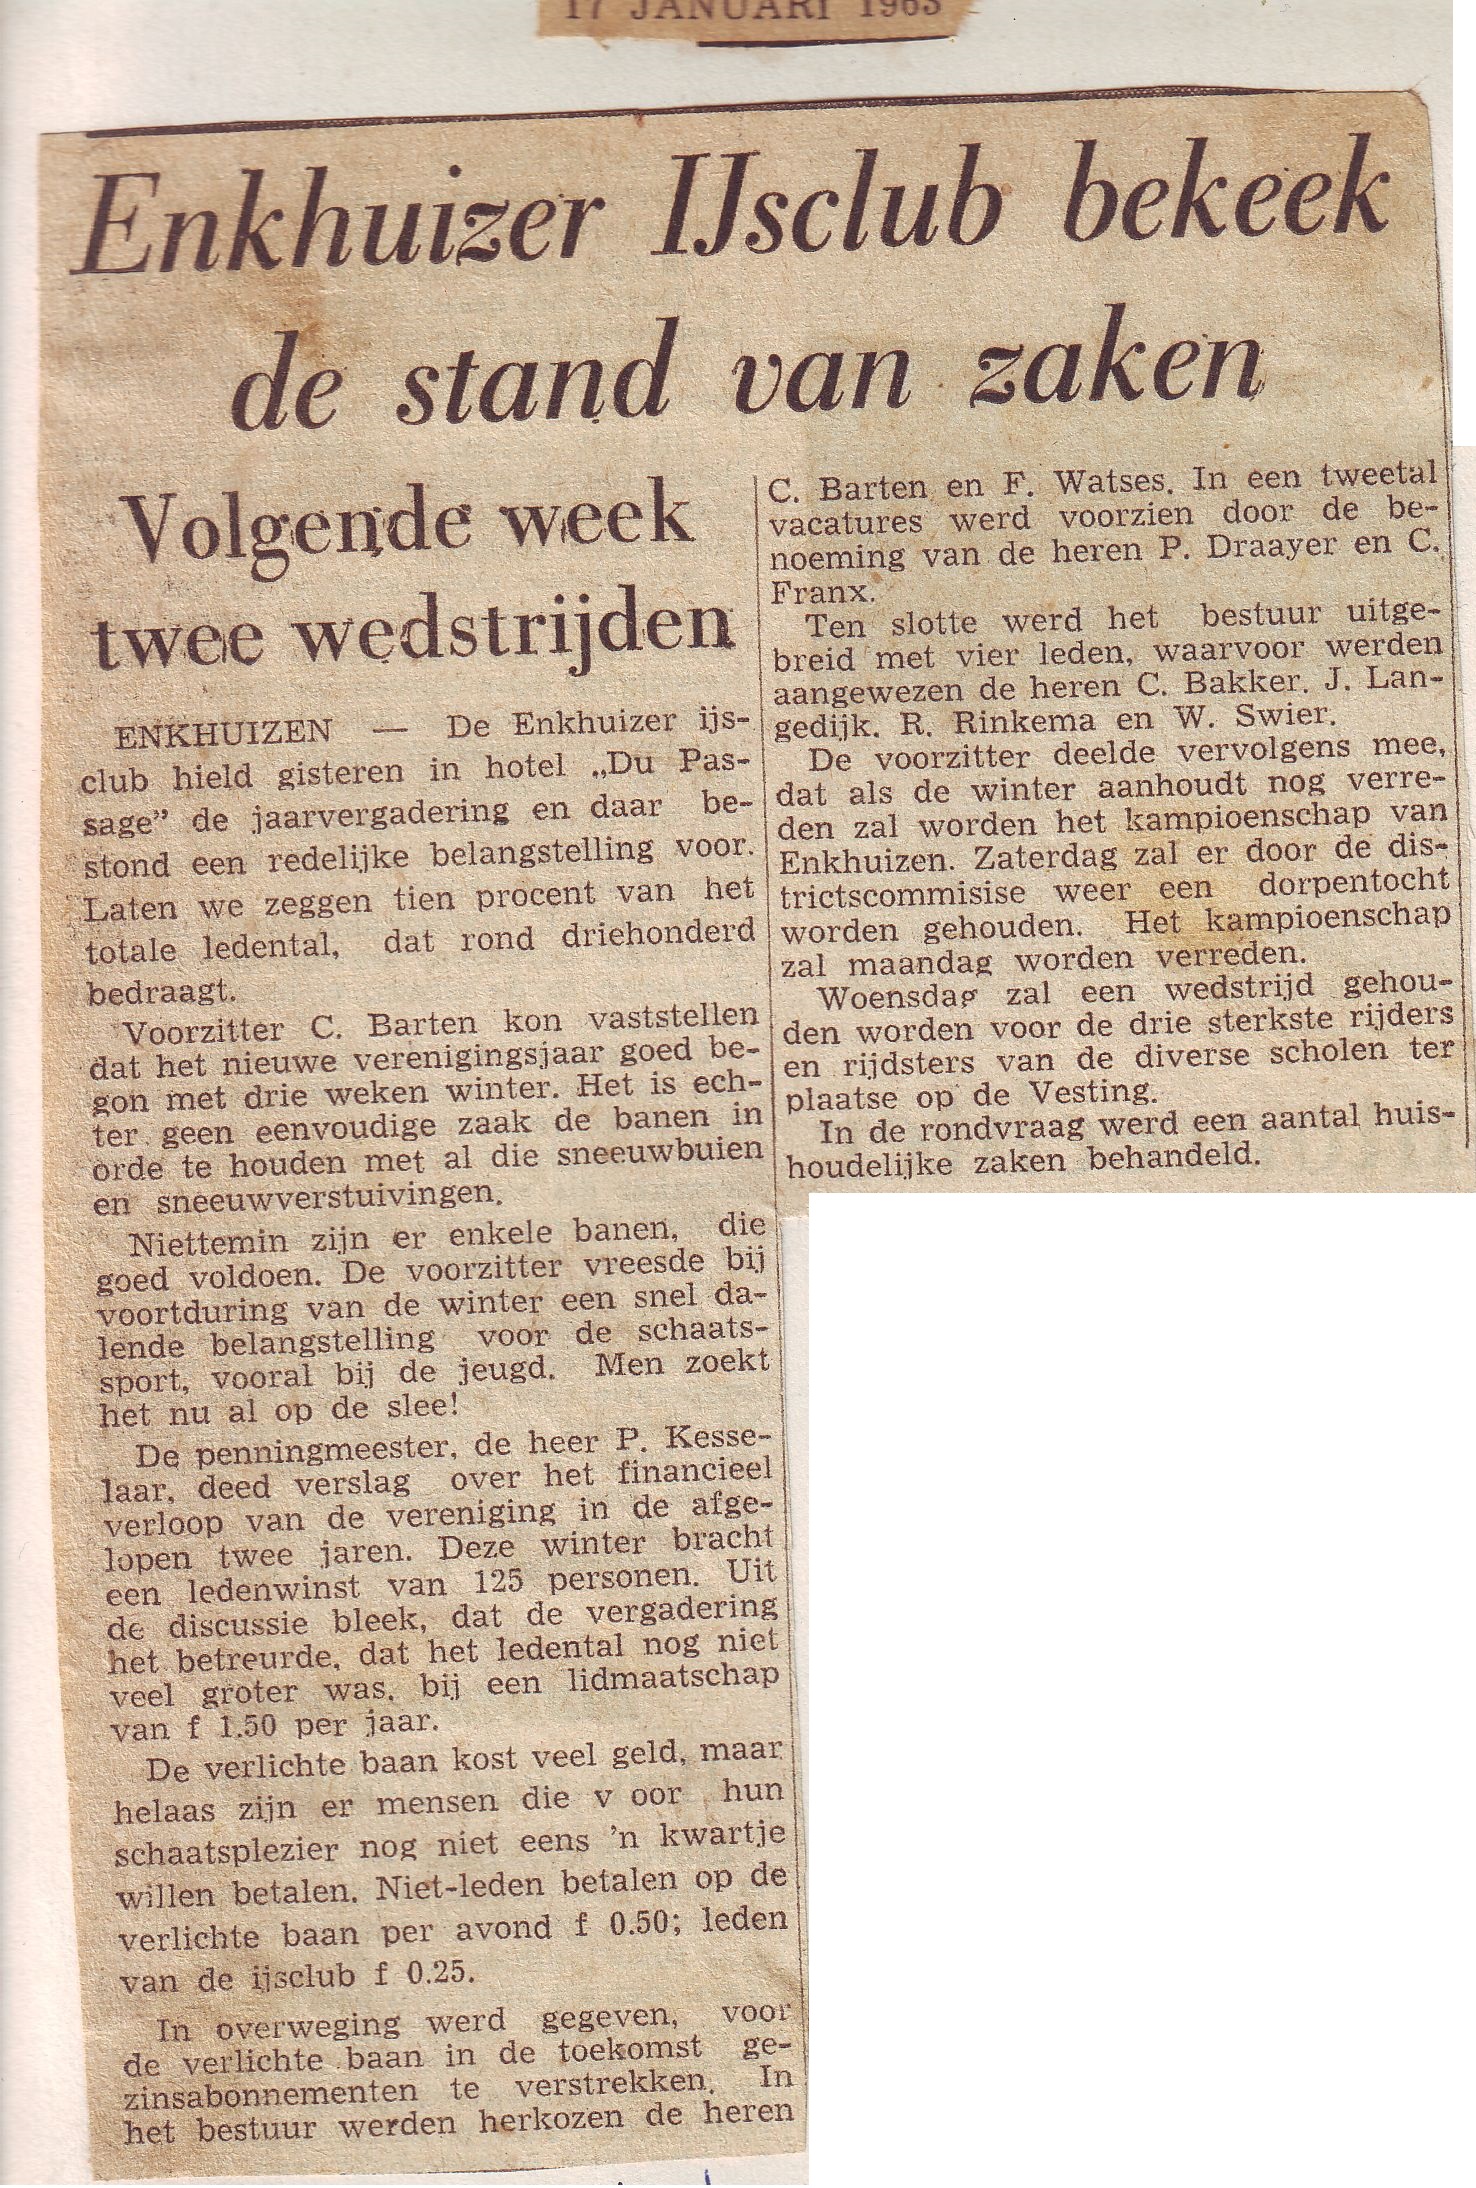 17 JANUARI 1963
Enkhuizer IJsclub bekeek
de stand van zaken
Volgende week
twee wedstrijden
ENKHUIZEN — De Enkhuizer ijs-
club hield gisteren in hotel „Du Pas-
sage” de jaarvergadering en daar be-
stond een redelijke belangstelling voor.
Laten we zeggen tien procent van het
totale ledental, dat rond driehonderd
bedraagt.
Voorzitter C. Barten kon vaststellen
dat het nieuwe verenigingsjaar goed be-
gon met drie weken winter. Het is ech-
ter geen eenvoudige zaak de banen in
orde te houden met al die sneeuwbuien
en sneeuwverstuivingen.
Niettemin zijn er enkele banen, die
goed voldoen. De voorzitter vreesde bij
voortduring van de winter een snel da-
lende belangstelling voor de schaats-
sport, vooral bij de jeugd. Men zoekt
het nu al op de slee!
De penningmeester, de heer P. Kesse-
laar, deed verslag over het financieel
verloop van de vereniging in de afge-
lopen twee jaren. Deze winter bracht
een ledenwinst van 125 personen. Uit
de discussie bleek, dat de vergadering
het betreurde, dat het ledental nog niet
veel groter was, bij een lidmaatschap
van f 1.50 per jaar.
De verlichte baan kost veel geld, maar
helaas zijn er mensen die v oor hun
schaatsplezier nog niet eens ’n kwartje
willen betalen. Niet-leden betalen op de
verlichte baan per avond f 0.50; leden
van de ijsclub f 0.25.
In overweging werd gegeven, voor
de verlichte baan in de toekomst ge-
zinsabonnementen te verstrekken. In
het bestuur werden herkozen de heren
C. Barten en F. Watses. In een tweetal
vacatures werd voorzien door de be-
noeming van de heren P. Draayer en C.
Franx.
Ten slotte werd het bestuur uitge-
breid met vier leden, waarvoor werden
aangewezen de heren C. Bakker. J. Lan-
gedijk. R. Rinkema en W. Swier.
De voorzitter deelde vervolgens mee,
dat als de winter aanhoudt nog verre-
den zal worden het kampioenschap van
Enkhuizen. Zaterdag zal er door de dis-
trictscommisise weer een dorpentocht
worden gehouden. Het kampioenschap
zal maandag worden verreden.
Woensdag zal een wedstrijd gehou-
den worden voor de drie sterkste rijders
en rijdsters van de diverse scholen ter
plaatse op de Vesting.
In de rondvraag werd een aantal huis-
houdelijke zaken behandeld.